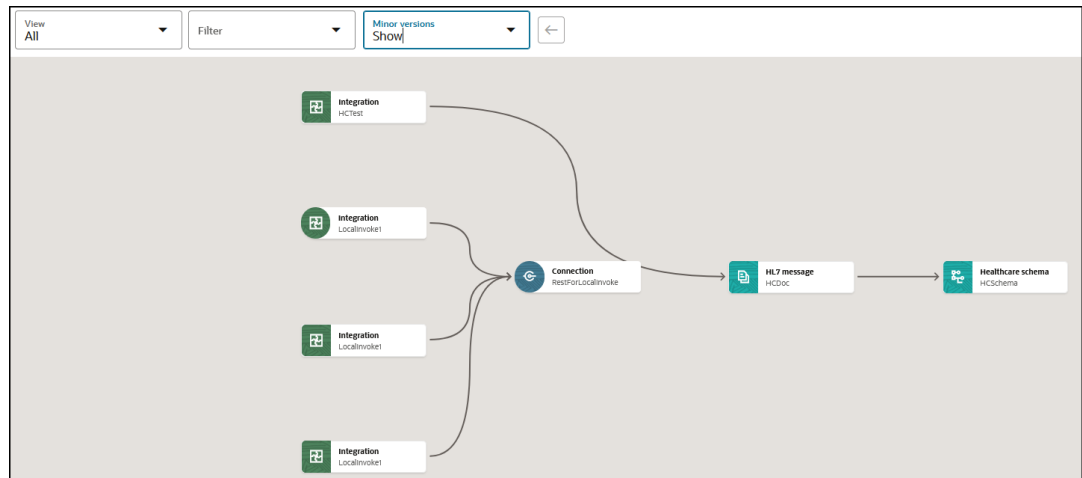 View
All
Filter
Minor versions
Show
Integration
HCTest
Integration
LocalInvoke1
Connection
RestForLocalInvoke
HL7 message
HCDoc
Healthcare schema
HCSchema
Integration
LocalInvoke1
Integration
LocalInvoke1